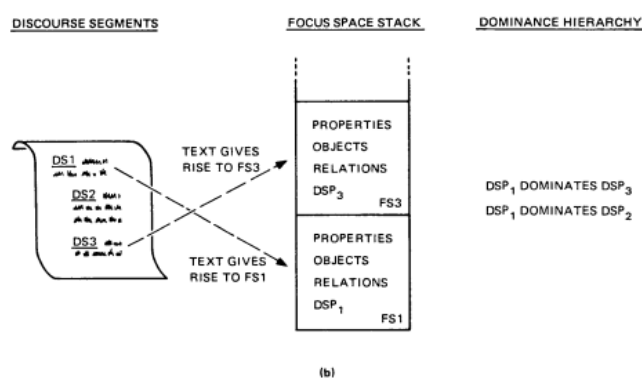 DISCOURSE SEGMENTS
FOCUS SPACE STACK
DOMINANCE HIERARCHY
DS1
DS2
DS3
TEXT GIVES
RISE TO FS3
TEXT GIVES
RISE TO FS1
PROPERTIES
OBJECTS
RELATIONS
DSP₃
FS3
PROPERTIES
OBJECTS
RELATIONS
DSP₁
FS1
DSP₁ DOMINATES DSP₃
DSP₁ DOMINATES DSP₂
(b)